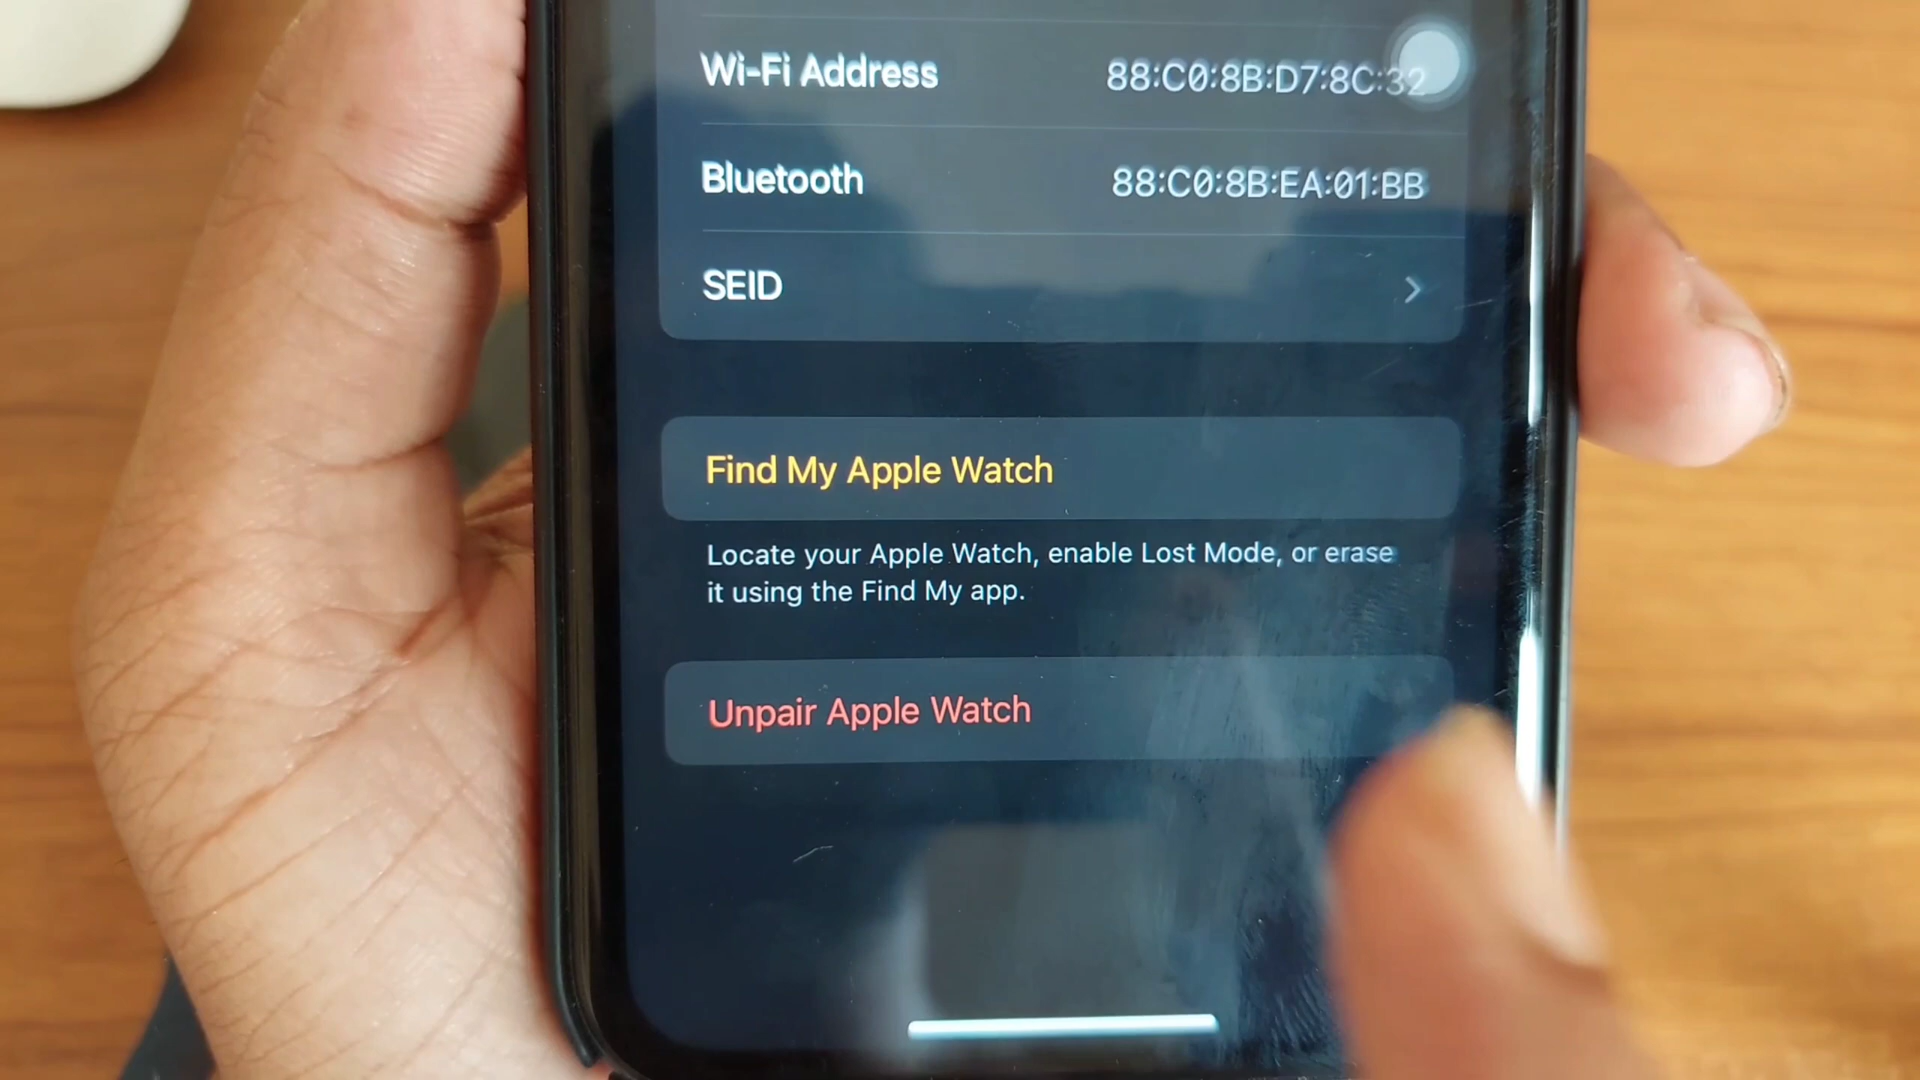 Wi-Fi Address 88:C0:8B:D7:8C:32
Bluetooth 88:C0:8B:EA:01:BB
SEID
Find My Apple Watch
Locate your Apple Watch, enable Lost Mode, or erase
it using the Find My app.
Unpair Apple Watch